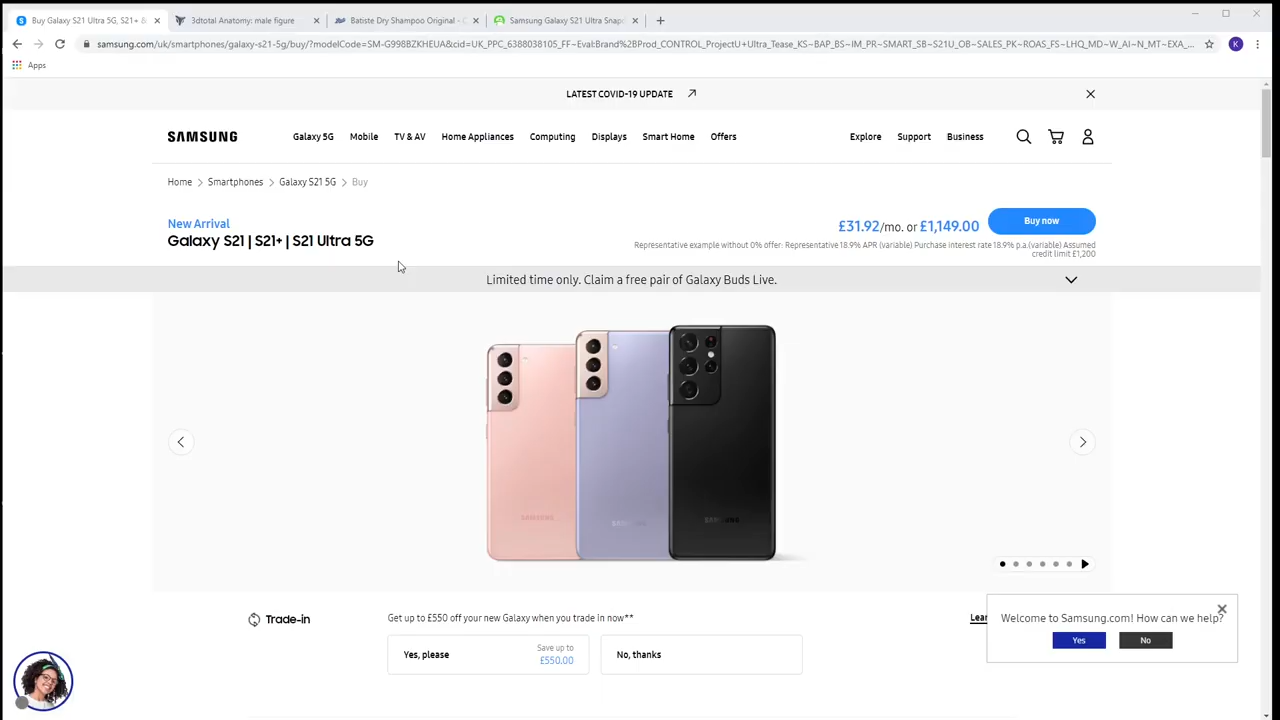 Buy Galaxy S21 Ultra 5G, S21+ &
3dtotal Anatomy: male figure
Batiste Dry Shampoo Original -
Samsung Galaxy S21 Ultra Snap
samsung.com/uk/smartphones/galaxy-s21-5g/buy/?modelCode=SM-G998BZKHEUA&cid=UK_PPC_6388038105_FF~Eval:Brand%2BProd_CONTROL_ProjectU+Ultra_Tease_KS~BAP_BS~IM_PR~SMART_SB~S21U_OB~SALES_PK~ROAS_FS~LHQ_MD~W_AI~N_MT~EXA_...
K
Apps
LATEST COVID-19 UPDATE
SAMSUNG
Galaxy 5G Mobile TV & AV Home Appliances Computing Displays Smart Home Offers Explore Support Business
Home > Smartphones > Galaxy S21 5G > Buy
New Arrival
Galaxy S21 | S21+ | S21 Ultra 5G
£31.92/mo. or £1,149.00
Buy now
Representative example without 0% offer: Representative 18.9% APR (variable) Purchase interest rate 18.9% p.a.(variable) Assumed
credit limit £1,200
Limited time only. Claim a free pair of Galaxy Buds Live.
SAMSUNG
SAMSUNG
SAMSUNG
Trade-in
Get up to £550 off your new Galaxy when you trade in now**
Lear
Yes, please
Save up to
£550.00
No, thanks
Welcome to Samsung.com! How can we help?
Yes
No